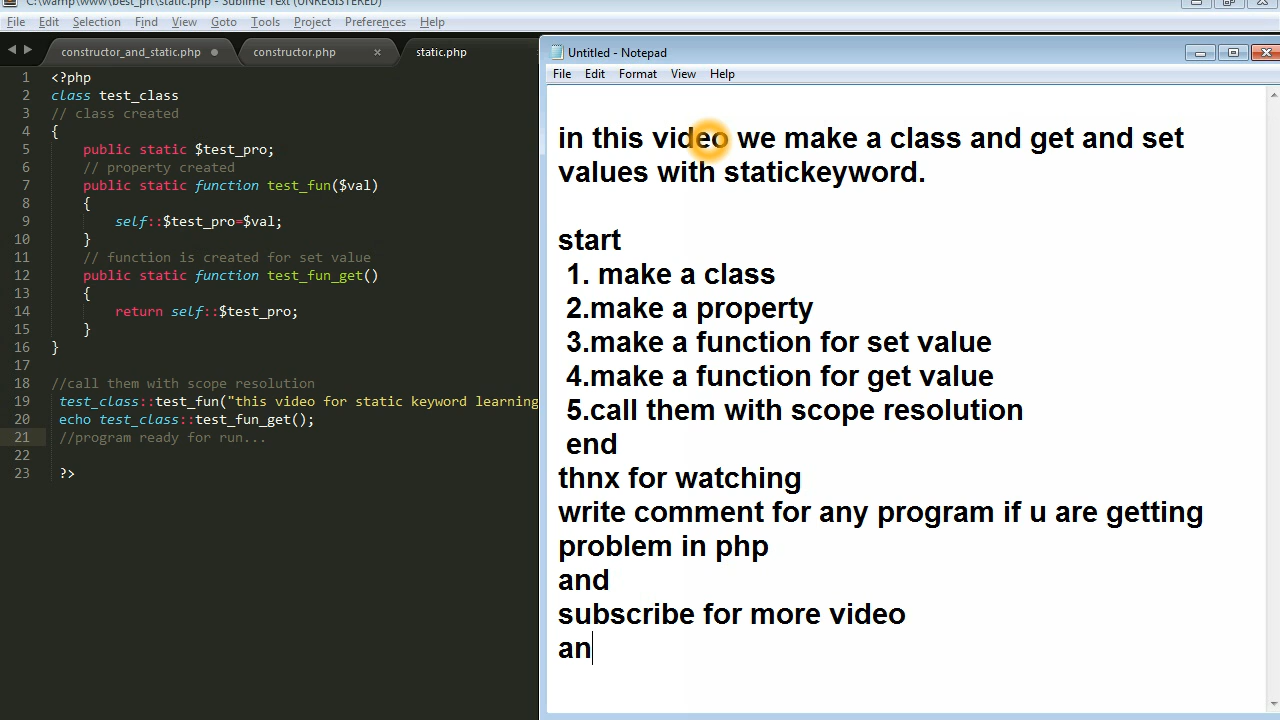 C:\wamp\www\best_prt\static.php - Sublime Text (UNREGISTERED)
File Edit Selection Find View Goto Tools Project Preferences Help
constructor_and_static.php constructor.php × static.php
1 <?php
2 class test_class
3 // class created
4 {
5 public static $test_pro;
6 // property created
7 public static function test_fun($val)
8 {
9 self::$test_pro=$val;
10 }
11 // function is created for set value
12 public static function test_fun_get()
13 {
14 return self::$test_pro;
15 }
16 }
17
18 //call them with scope resolution
19 test_class::test_fun("this video for static keyword learning
20 echo test_class::test_fun_get();
21 //program ready for run...
22
23 ?>
Untitled - Notepad
File Edit Format View Help
in this video we make a class and get and set
values with statickeyword.
start
1. make a class
2.make a property
3.make a function for set value
4.make a function for get value
5.call them with scope resolution
end
thnx for watching
write comment for any program if u are getting
problem in php
and
subscribe for more video
an